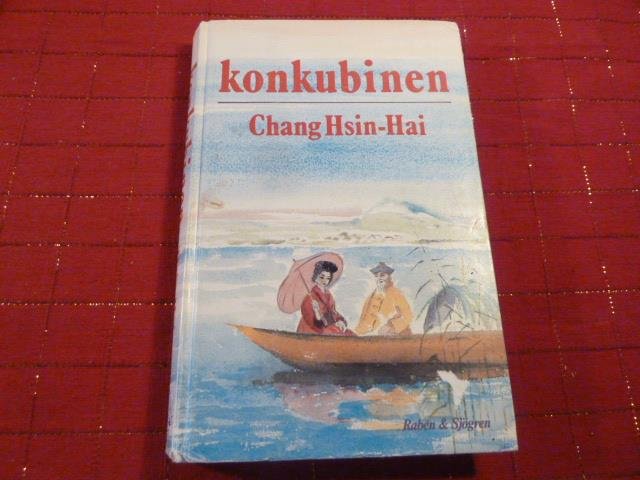 konkubinen
Chang Hsin-Hai
Rabén & Sjögren